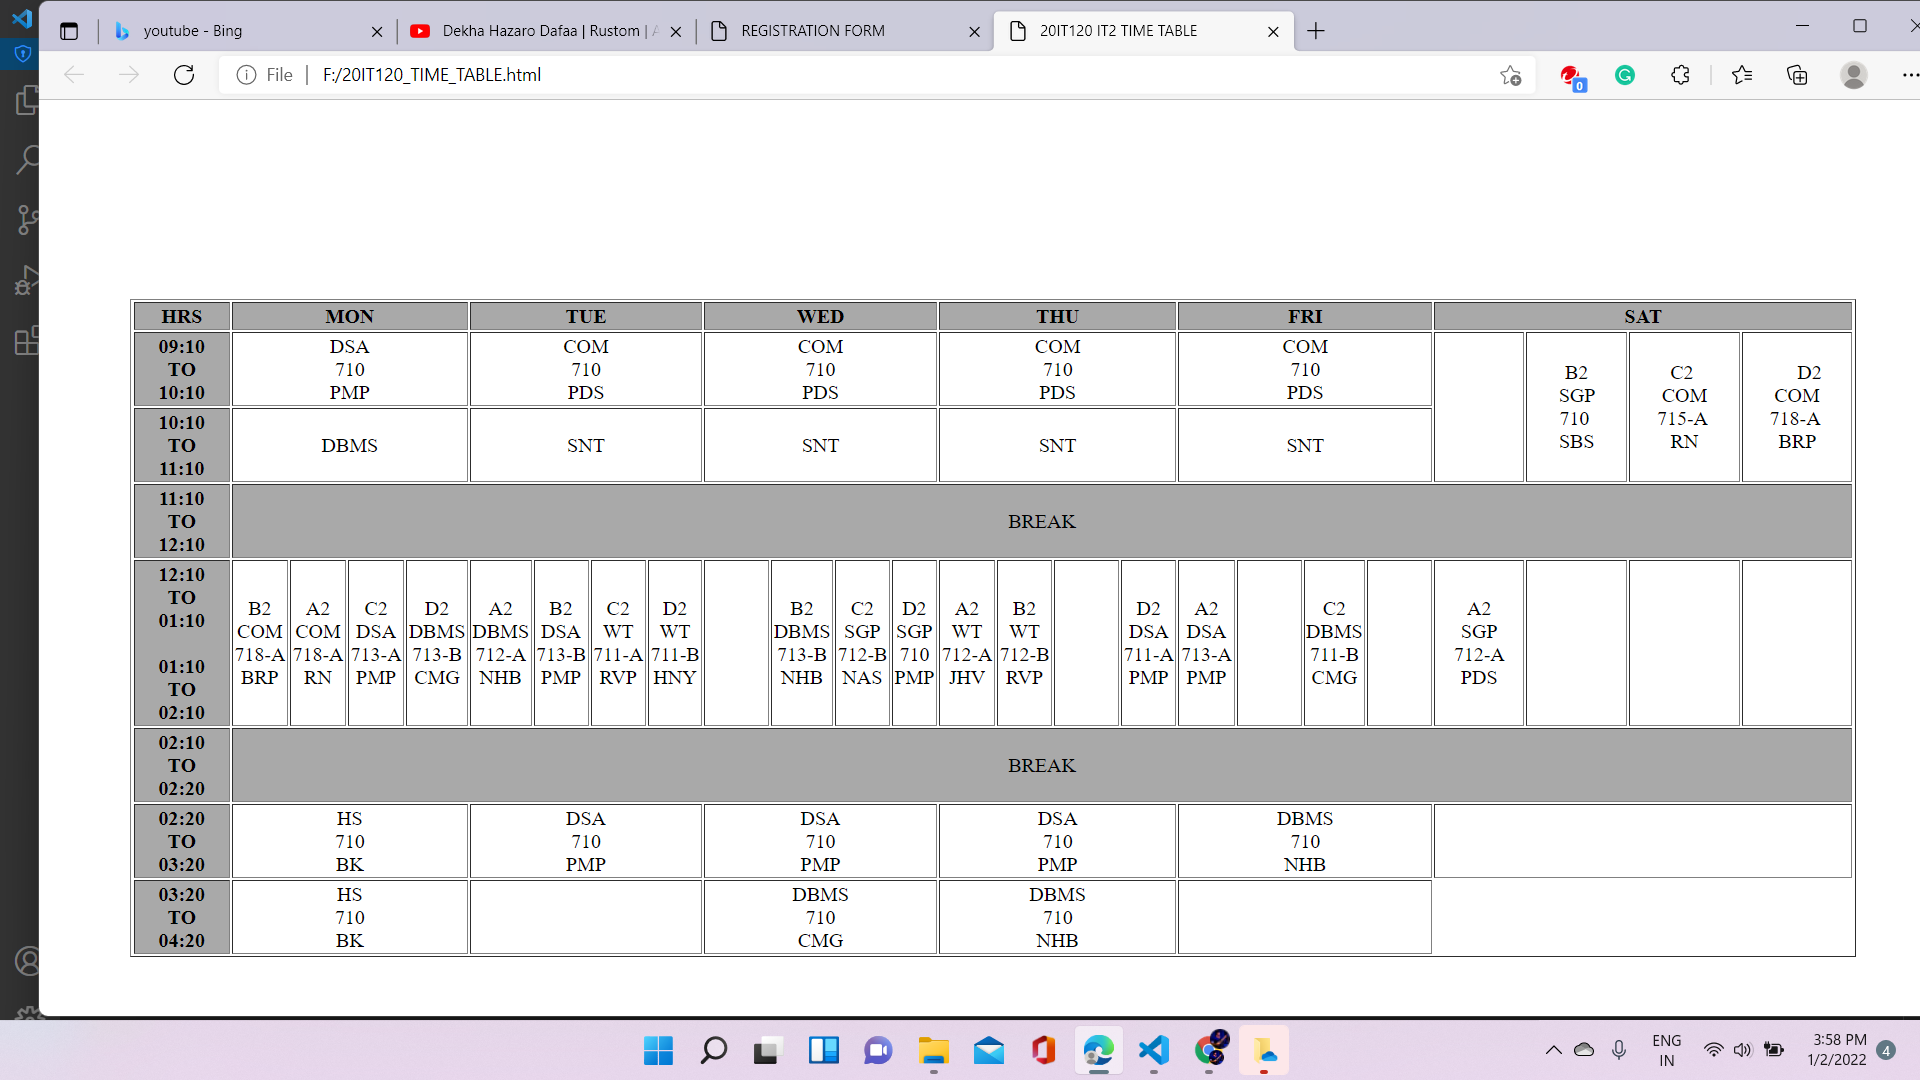 youtube - Bing
Dekha Hazaro Dafaa | Rustom | A
REGISTRATION FORM
20IT120 IT2 TIME TABLE
File
F:/20IT120_TIME_TABLE.html
0
HRS MON TUE WED THU FRI SAT
09:10
TO
10:10
DSA
710
PMP
COM
710
PDS
COM
710
PDS
COM
710
PDS
COM
710
PDS
B2
SGP
710
SBS
C2
COM
715-A
RN
D2
COM
718-A
BRP
10:10
TO
11:10
DBMS
SNT
SNT
SNT
SNT
11:10
TO
12:10
BREAK
12:10
TO
01:10
01:10
TO
02:10
B2
COM
718-A
BRP
A2
COM
718-A
RN
C2
DSA
713-A
PMP
D2
DBMS
713-B
CMG
A2
DBMS
712-A
NHB
B2
DSA
713-B
PMP
C2
WT
711-A
RVP
D2
WT
711-B
HNY
B2
DBMS
713-B
NHB
C2
SGP
712-B
NAS
D2
SGP
710
PMP
A2
WT
712-A
JHV
B2
WT
712-B
RVP
D2
DSA
711-A
PMP
A2
DSA
713-A
PMP
C2
DBMS
711-B
CMG
A2
SGP
712-A
PDS
02:10
TO
02:20
BREAK
02:20
TO
03:20
HS
710
BK
DSA
710
PMP
DSA
710
PMP
DSA
710
PMP
DBMS
710
NHB
03:20
TO
04:20
HS
710
BK
DBMS
710
CMG
DBMS
710
NHB
ENG
IN
3:58 PM
1/2/2022
4